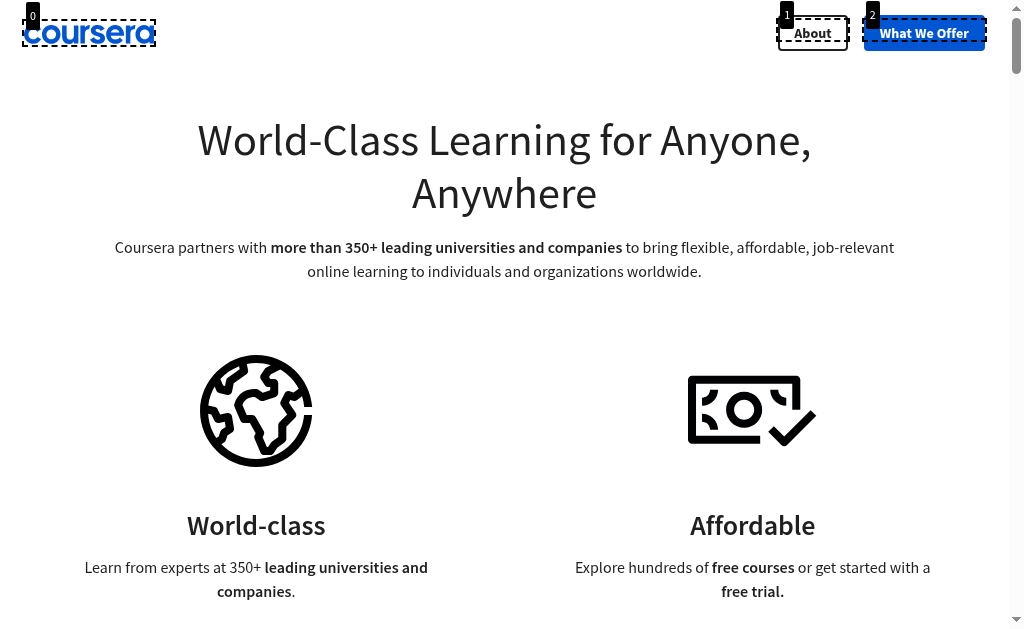 0
coursera
1
About
2
What We Offer
World-Class Learning for Anyone,
Anywhere
Coursera partners with more than 350+ leading universities and companies to bring flexible, affordable, job-relevant
online learning to individuals and organizations worldwide.
World-class
Learn from experts at 350+ leading universities and
companies.
Affordable
Explore hundreds of free courses or get started with a
free trial.